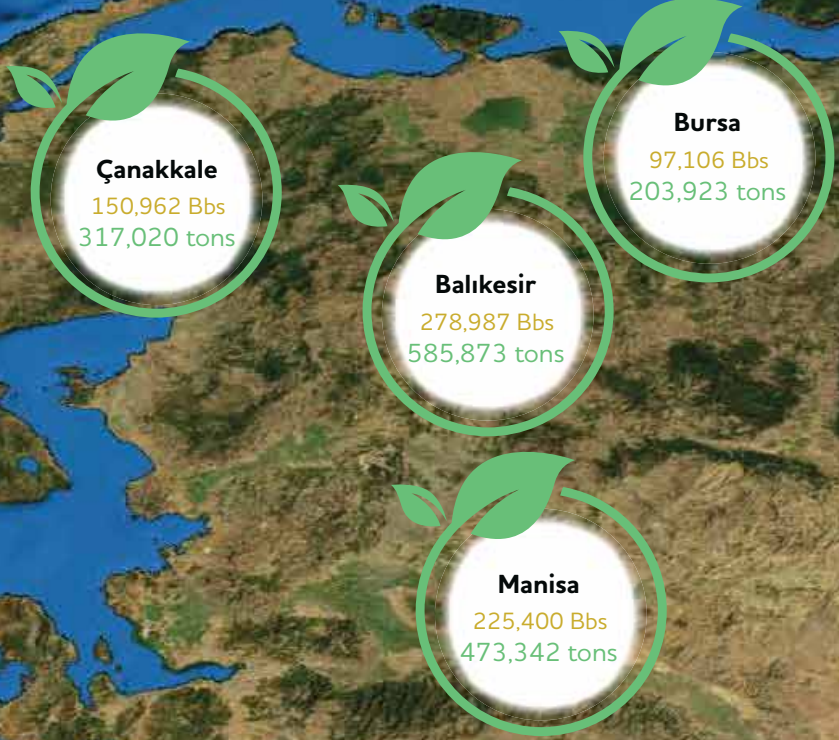 Çanakkale
150,962 Bbs
317,020 tons
Bursa
97,106 Bbs
203,923 tons
Balıkesir
278,987 Bbs
585,873 tons
Manisa
225,400 Bbs
473,342 tons